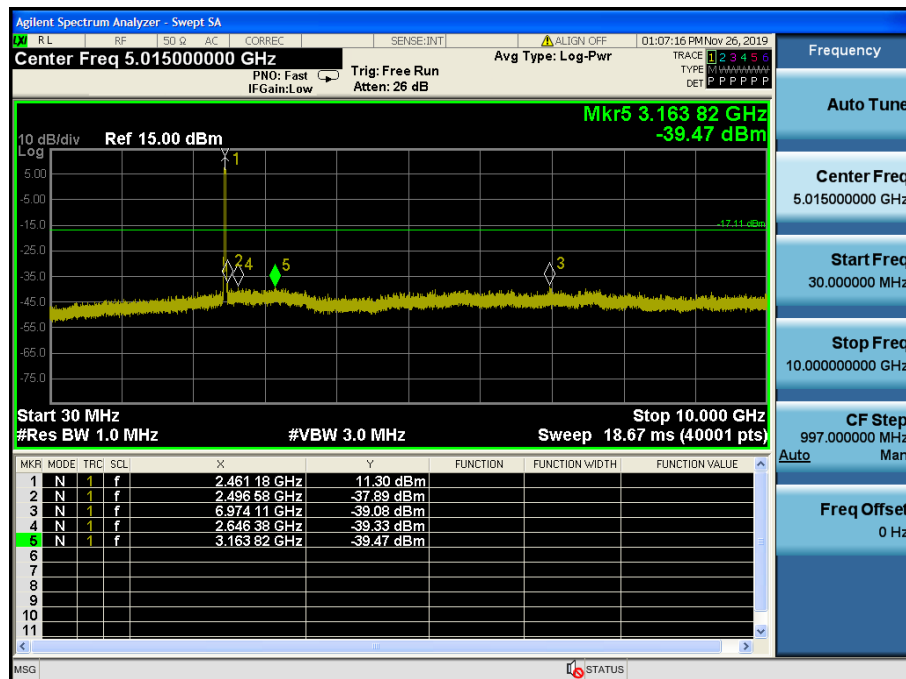 Agilent Spectrum Analyzer - Swept SA
LXI RL RF 50 Ω AC CORREC SENSE:INT ALIGN OFF 01:07:16 PM Nov 26, 2019
Center Freq 5.015000000 GHz
PNO: Fast
IFGain:Low
Trig: Free Run
Atten: 26 dB
Avg Type: Log-Pwr
TRACE 1 2 3 4 5 6
TYPE MWWWWW
DET P P P P P P
Mkr5 3.163 82 GHz
-39.47 dBm
10 dB/div Ref 15.00 dBm
Log
1
5.00
-5.00
-15.0
-17.11 dBm
-25.0
2 4 5 3
-35.0
-45.0
-55.0
-65.0
-75.0
Start 30 MHz Stop 10.000 GHz
#Res BW 1.0 MHz #VBW 3.0 MHz Sweep 18.67 ms (40001 pts)
MKR MODE TRC SCL X Y FUNCTION FUNCTION WIDTH FUNCTION VALUE
1 N 1 f 2.461 18 GHz 11.30 dBm
2 N 1 f 2.496 58 GHz -37.89 dBm
3 N 1 f 6.974 11 GHz -39.08 dBm
4 N 1 f 2.646 38 GHz -39.33 dBm
5 N 1 f 3.163 82 GHz -39.47 dBm
6
7
8
9
10
11
MSG STATUS
Frequency
Auto Tune
Center Freq
5.015000000 GHz
Start Freq
30.000000 MHz
Stop Freq
10.000000000 GHz
CF Step
997.000000 MHz
Auto Man
Freq Offset
0 Hz